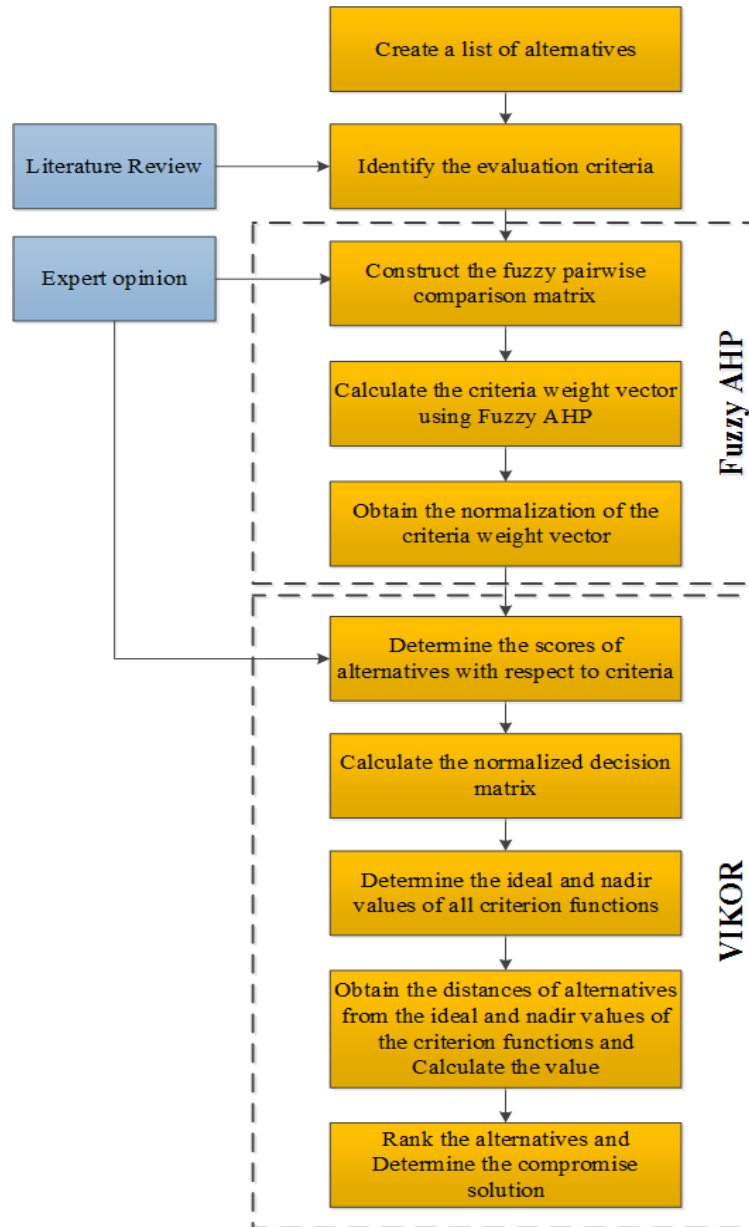 Create a list of alternatives
Literature Review
Identify the evaluation criteria
Expert opinion
Construct the fuzzy pairwise
comparison matrix
Calculate the criteria weight vector
using Fuzzy AHP
Obtain the normalization of the
criteria weight vector
Fuzzy AHP
Determine the scores of
alternatives with respect to criteria
Calculate the normalized decision
matrix
Determine the ideal and nadir
values of all criterion functions
Obtain the distances of alternatives
from the ideal and nadir values of
the criterion functions and
Calculate the value
Rank the alternatives and
Determine the compromise
solution
VIKOR